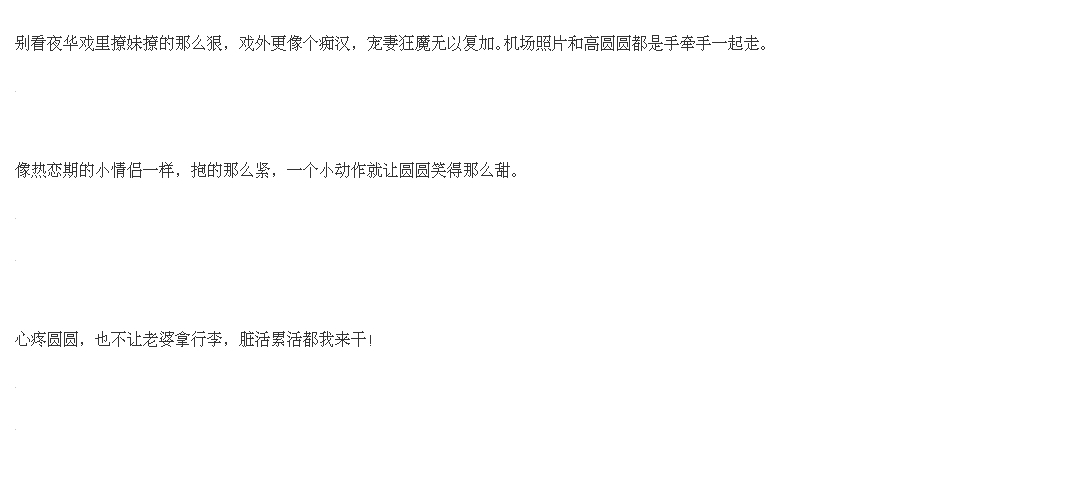 别看夜华戏里撩妹撩的那么狠，戏外更像个痴汉，宠妻狂魔无以复加。机场照片和高圆圆都是手牵手一起走。
像热恋期的小情侣一样，抱的那么紧，一个小动作就让圆圆笑得那么甜。
心疼圆圆，也不让老婆拿行李，脏活累活都我来干!